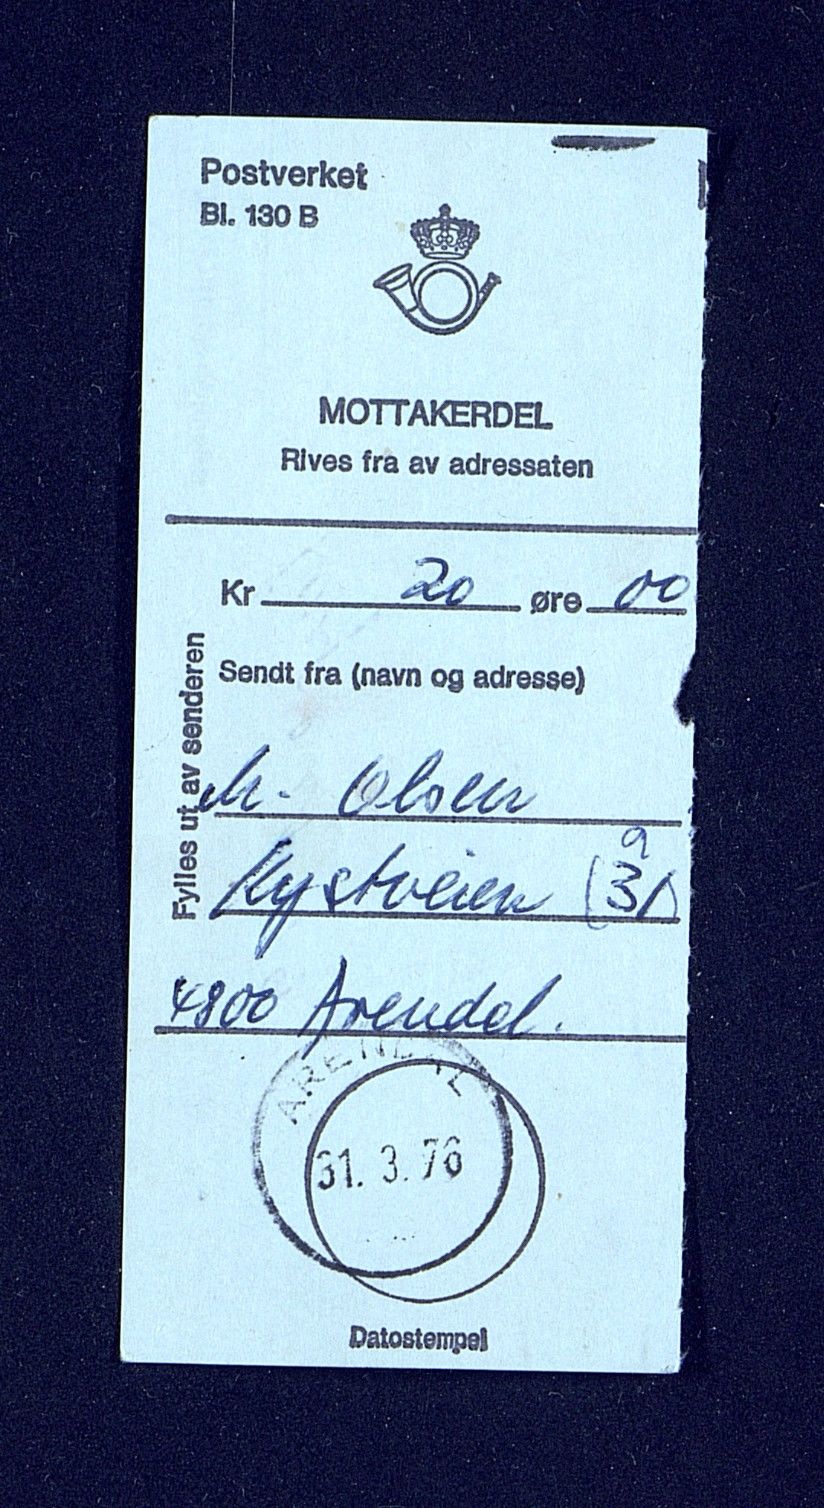 Postverket
Bl. 130 B
MOTTAKERDEL
Rives fra av adressaten
Kr 20 øre 00
Fylles ut av senderen
Sendt fra (navn og adresse)
M. Olsen
Kystveien
4800 Arendal.
ARENDAL
31. 3. 76
Datostempel